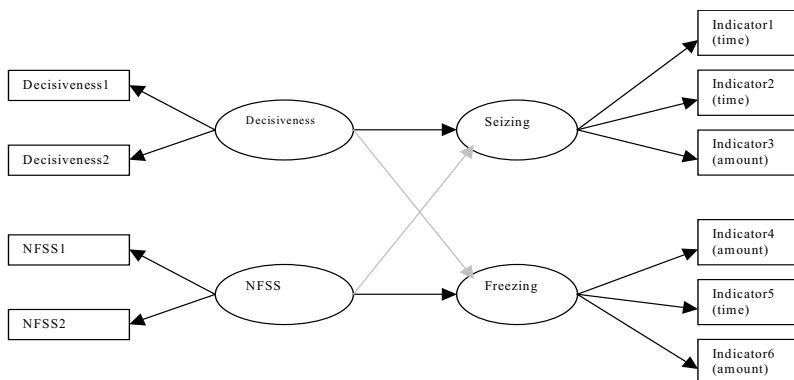 Decisiveness1
Decisiveness2
Decisiveness
Seizing
Indicator1
(time)
Indicator2
(time)
Indicator3
(amount)
NFSS1
NFSS2
NFSS
Freezing
Indicator4
(amount)
Indicator5
(time)
Indicator6
(amount)